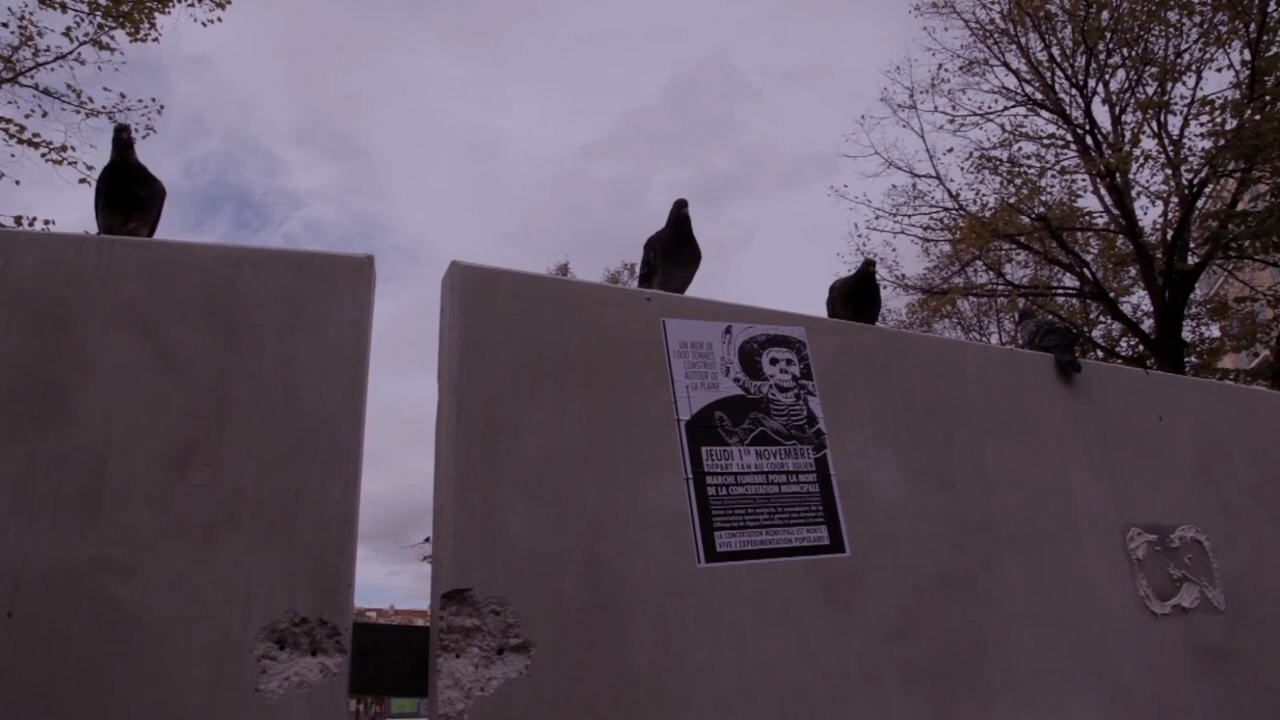 UN MUR DE
1000 TONNES
CONSTRUIT
AUTOUR DE
LA PLAINE
JEUDI 1ER NOVEMBRE
DÉPART 14H AU COURS JULIEN
MARCHE FUNÈBRE POUR LA MORT
DE LA CONCERTATION MUNICIPALE
LA CONCERTATION MUNICIPALE EST MORTE !
VIVE L'EXPÉRIMENTATION POPULAIRE !